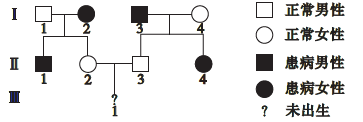 Ⅰ
1 2 3 4
Ⅱ
1 2 3 4
Ⅲ
?
1
□ 正常男性
○ 正常女性
■ 患病男性
● 患病女性
? 未出生